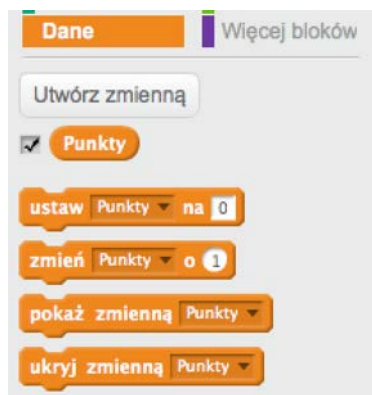 Dane Więcej bloków
Utwórz zmienną
Punkty
ustaw Punkty na 0
zmień Punkty o 1
pokaż zmienną Punkty
ukryj zmienną Punkty